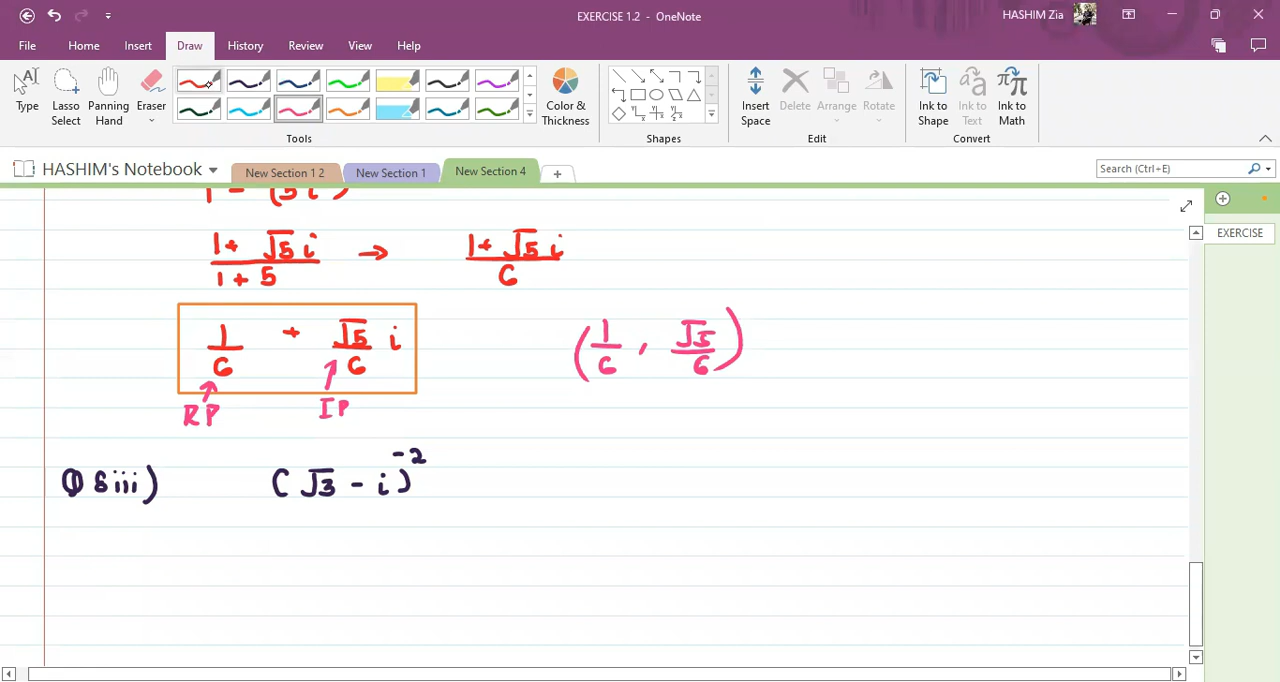 EXERCISE 1.2 - OneNote
HASHIM Zia
File Home Insert Draw History Review View Help
Type
Lasso Select
Panning Hand
Eraser
Color & Thickness
Insert Space
Delete
Arrange
Rotate
Ink to Shape
Ink to Text
Ink to Math
Tools Shapes Edit Convert
HASHIM's Notebook New Section 1 2 New Section 1 New Section 4 Search (Ctrl+E)
EXERCISE
(1 + √5 i)/(1 + 5) → (1 + √5 i)/6
1/6 + √5/6 i (1/6 , √5/6)
RP IP
iii) (√3 - i)⁻²